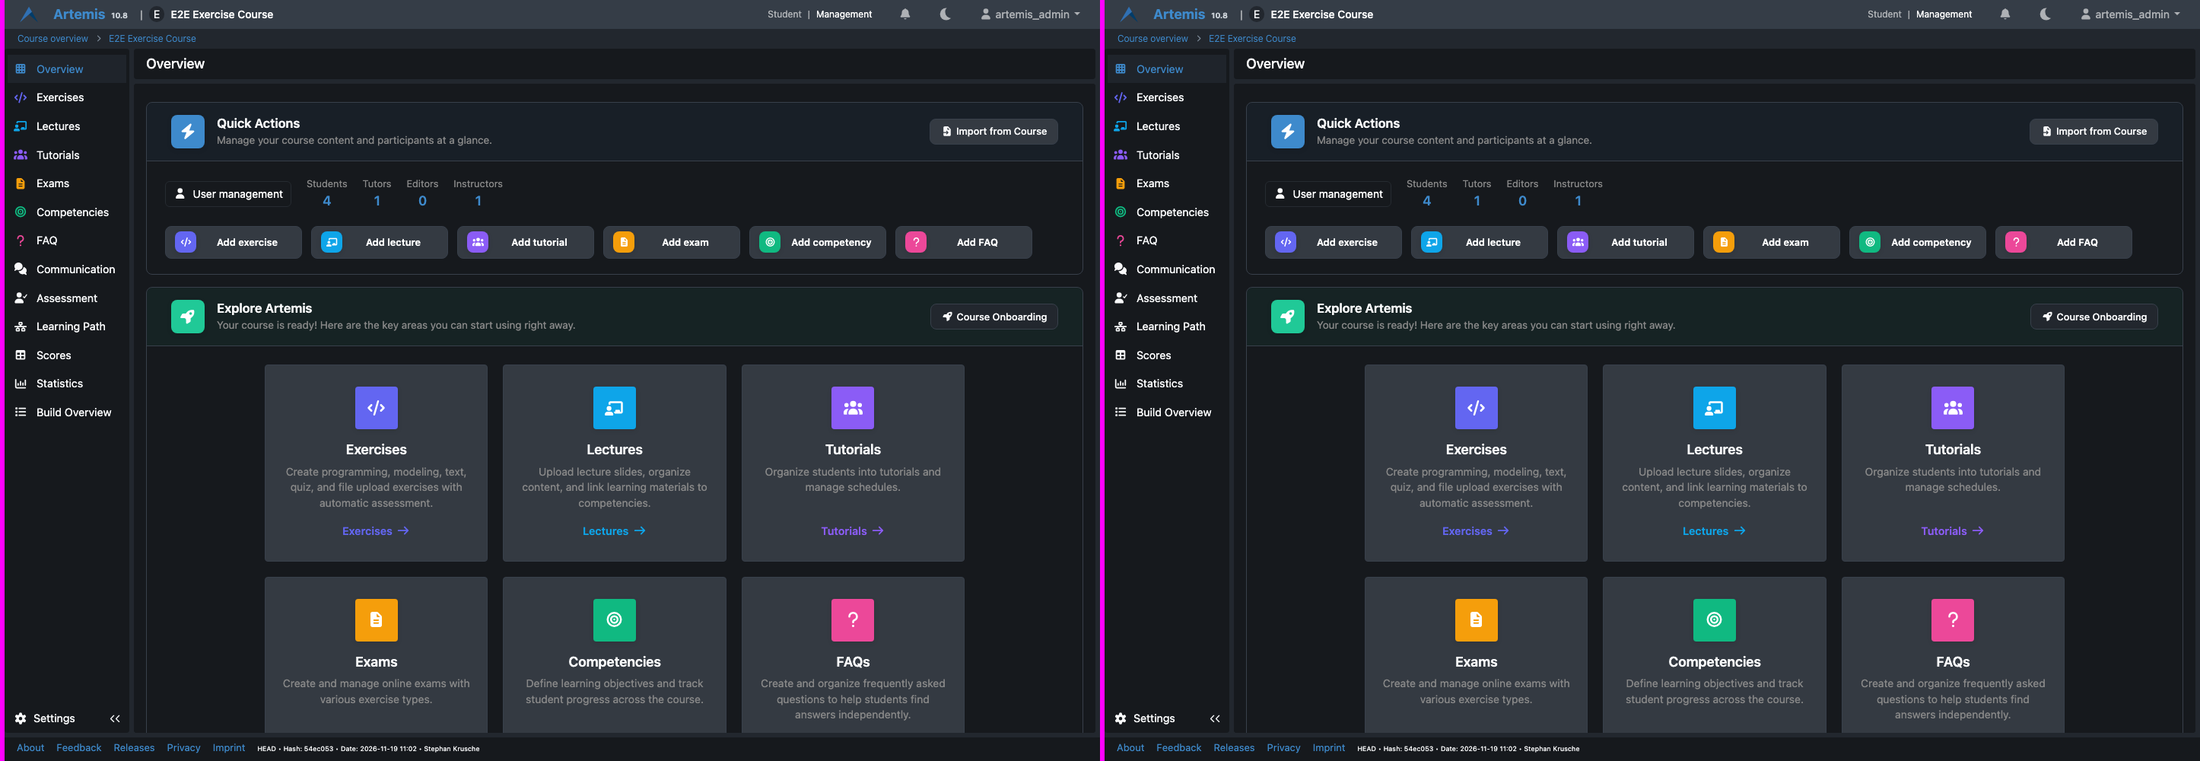 Artemis 10.8 | E E2E Exercise Course
Student | Management
artemis_admin
Course overview > E2E Exercise Course
Overview
Exercises
Lectures
Tutorials
Exams
Competencies
FAQ
Communication
Assessment
Learning Path
Scores
Statistics
Build Overview
Settings
Overview
Quick Actions
Manage your course content and participants at a glance.
Import from Course
User management
Students Tutors Editors Instructors
4 1 0 1
Add exercise Add lecture Add tutorial Add exam Add competency Add FAQ
Explore Artemis
Your course is ready! Here are the key areas you can start using right away.
Course Onboarding
Exercises
Create programming, modeling, text,
quiz, and file upload exercises with
automatic assessment.
Exercises →
Lectures
Upload lecture slides, organize
content, and link learning materials to
competencies.
Lectures →
Tutorials
Organize students into tutorials and
manage schedules.
Tutorials →
Exams
Create and manage online exams with
various exercise types.
Competencies
Define learning objectives and track
student progress across the course.
FAQs
Create and organize frequently asked
questions to help students find
answers independently.
About Feedback Releases Privacy Imprint HEAD • Hash: 54ec053 • Date: 2026-11-19 11:02 • Stephan Krusche
Artemis 10.8 | E E2E Exercise Course
Student | Management
artemis_admin
Course overview > E2E Exercise Course
Overview
Exercises
Lectures
Tutorials
Exams
Competencies
FAQ
Communication
Assessment
Learning Path
Scores
Statistics
Build Overview
Settings
Overview
Quick Actions
Manage your course content and participants at a glance.
Import from Course
User management
Students Tutors Editors Instructors
4 1 0 1
Add exercise Add lecture Add tutorial Add exam Add competency Add FAQ
Explore Artemis
Your course is ready! Here are the key areas you can start using right away.
Course Onboarding
Exercises
Create programming, modeling, text,
quiz, and file upload exercises with
automatic assessment.
Exercises →
Lectures
Upload lecture slides, organize
content, and link learning materials to
competencies.
Lectures →
Tutorials
Organize students into tutorials and
manage schedules.
Tutorials →
Exams
Create and manage online exams with
various exercise types.
Competencies
Define learning objectives and track
student progress across the course.
FAQs
Create and organize frequently asked
questions to help students find
answers independently.
About Feedback Releases Privacy Imprint HEAD • Hash: 54ec053 • Date: 2026-11-19 11:02 • Stephan Krusche